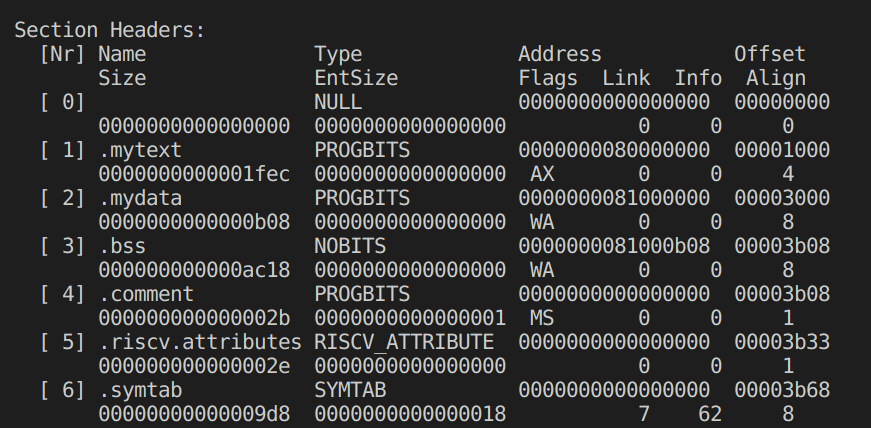 Section Headers:
  [Nr] Name              Type             Address           Offset
       Size              EntSize          Flags  Link  Info  Align
  [ 0]                   NULL             0000000000000000  00000000
       0000000000000000  0000000000000000           0     0     0
  [ 1] .mytext           PROGBITS         0000000080000000  00001000
       0000000000001fec  0000000000000000  AX       0     0     4
  [ 2] .mydata           PROGBITS         0000000081000000  00003000
       0000000000000b08  0000000000000000  WA       0     0     8
  [ 3] .bss              NOBITS           0000000081000b08  00003b08
       000000000000ac18  0000000000000000  WA       0     0     8
  [ 4] .comment          PROGBITS         0000000000000000  00003b08
       000000000000002b  0000000000000001  MS       0     0     1
  [ 5] .riscv.attributes RISCV_ATTRIBUTE  0000000000000000  00003b33
       000000000000002e  0000000000000000           0     0     1
  [ 6] .symtab           SYMTAB           0000000000000000  00003b68
       00000000000009d8  0000000000000018           7    62     8